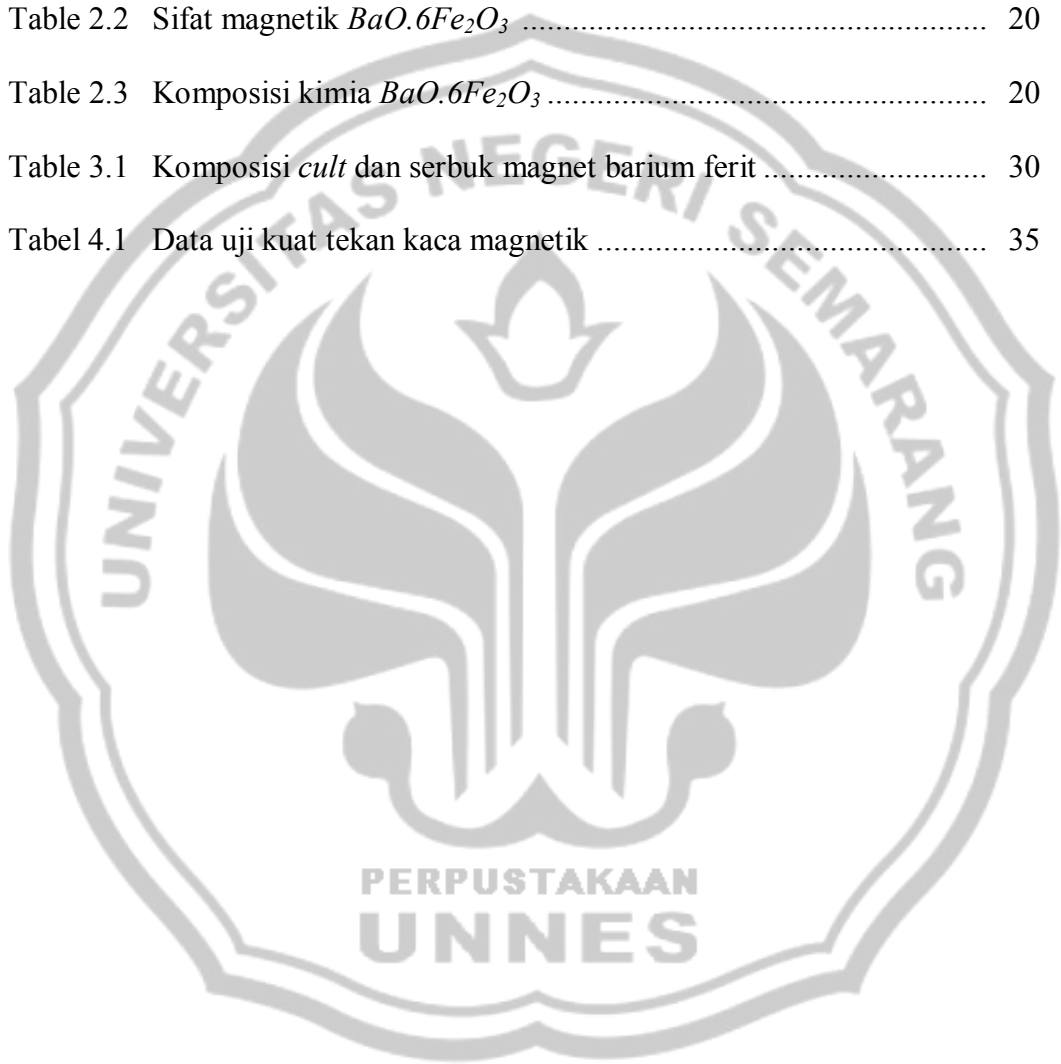 Table 2.2 Sifat magnetik BaO.6Fe₂O₃ ........................................................... 20
Table 2.3 Komposisi kimia BaO.6Fe₂O₃ ........................................................ 20
Table 3.1 Komposisi cult dan serbuk magnet barium ferit ............................ 30
Tabel 4.1 Data uji kuat tekan kaca magnetik ................................................. 35
UNIVERSITAS NEGERI SEMARANG
PERPUSTAKAAN
UNNES